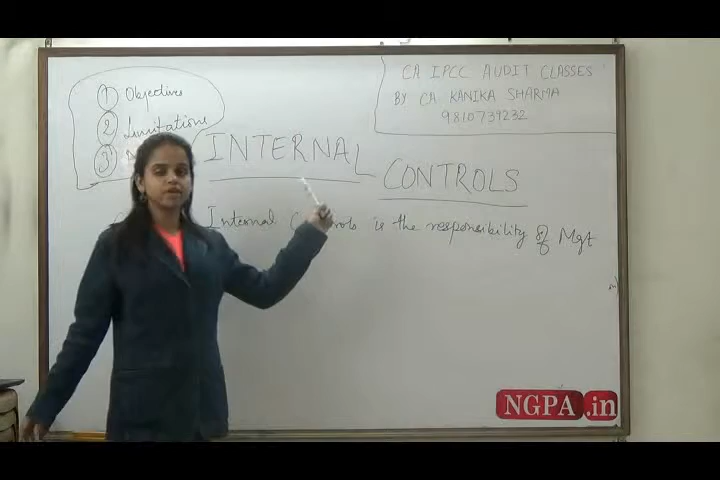 ① Objectives
② Limitations
③
CA IPCC AUDIT CLASSES
BY CA KANIKA SHARMA
9810739232
INTERNAL CONTROLS
Internal is the responsibility of Mgt
NGPA.in